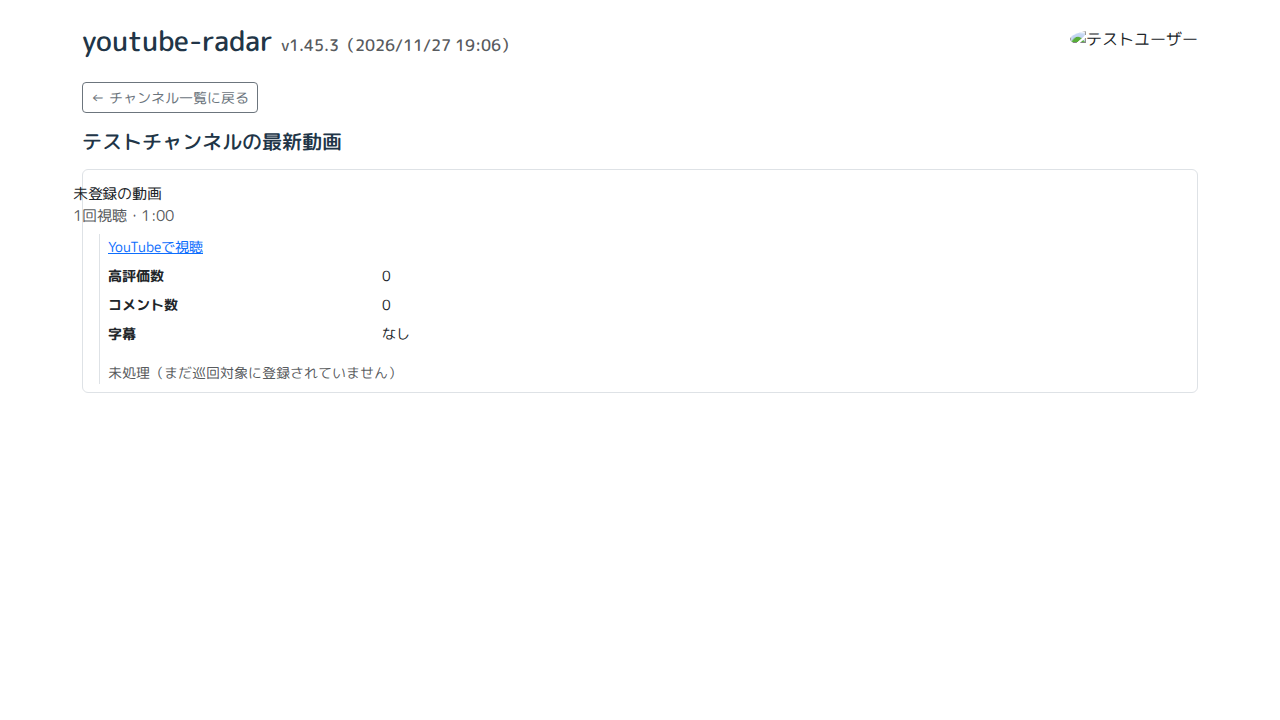 youtube-radar v1.45.3（2026/11/27 19:06）
テストユーザー
← チャンネル一覧に戻る
テストチャンネルの最新動画
未登録の動画
1回視聴・1:00
YouTubeで視聴
高評価数 0
コメント数 0
字幕 なし
未処理（まだ巡回対象に登録されていません）